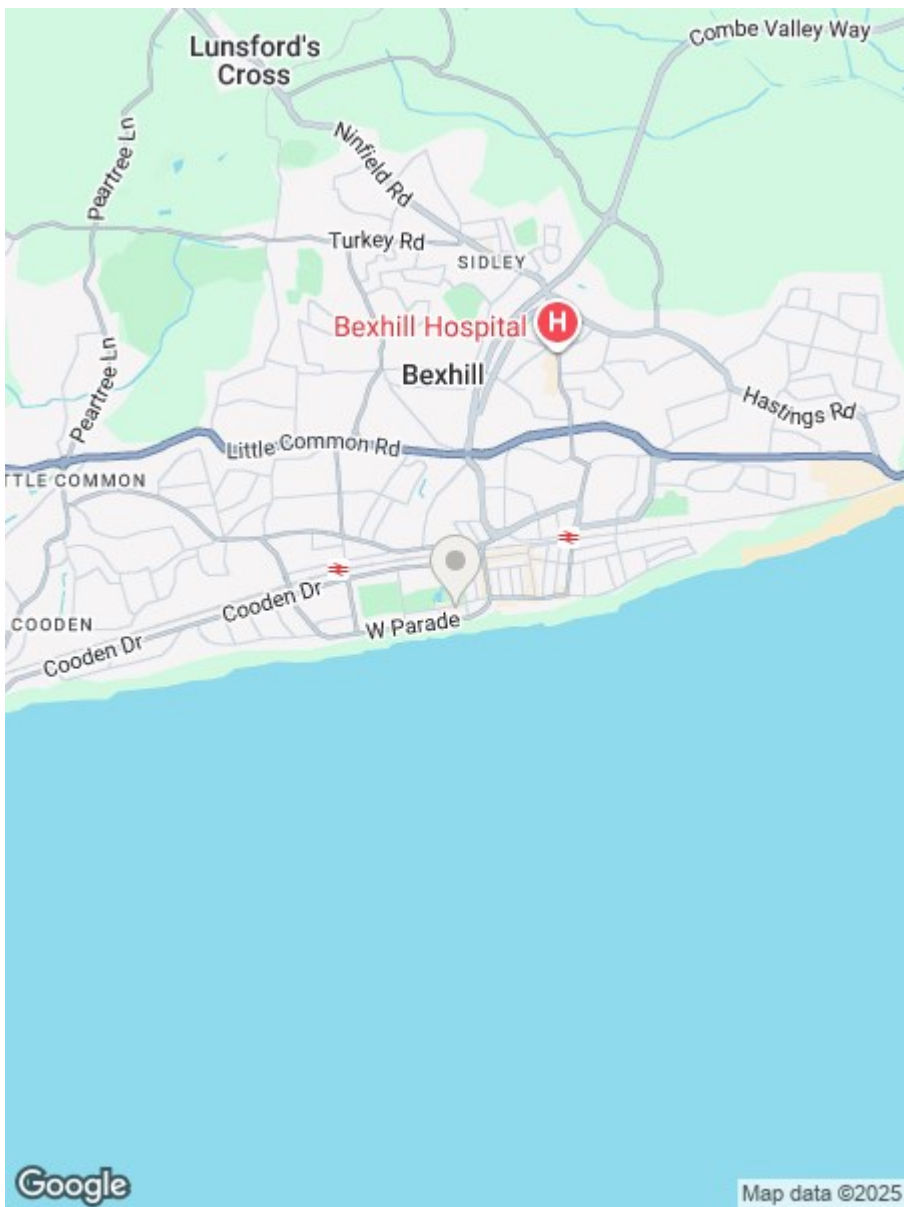 Combe Valley Way
Lunsford's
Cross
Peartree Ln
Ninfield Rd
Turkey Rd
SIDLEY
Bexhill Hospital
H
Bexhill
Peartree Ln
Hastings Rd
Little Common Rd
TTLE COMMON
Cooden Dr
COODEN
W Parade
Cooden Dr
Google
Map data ©2025